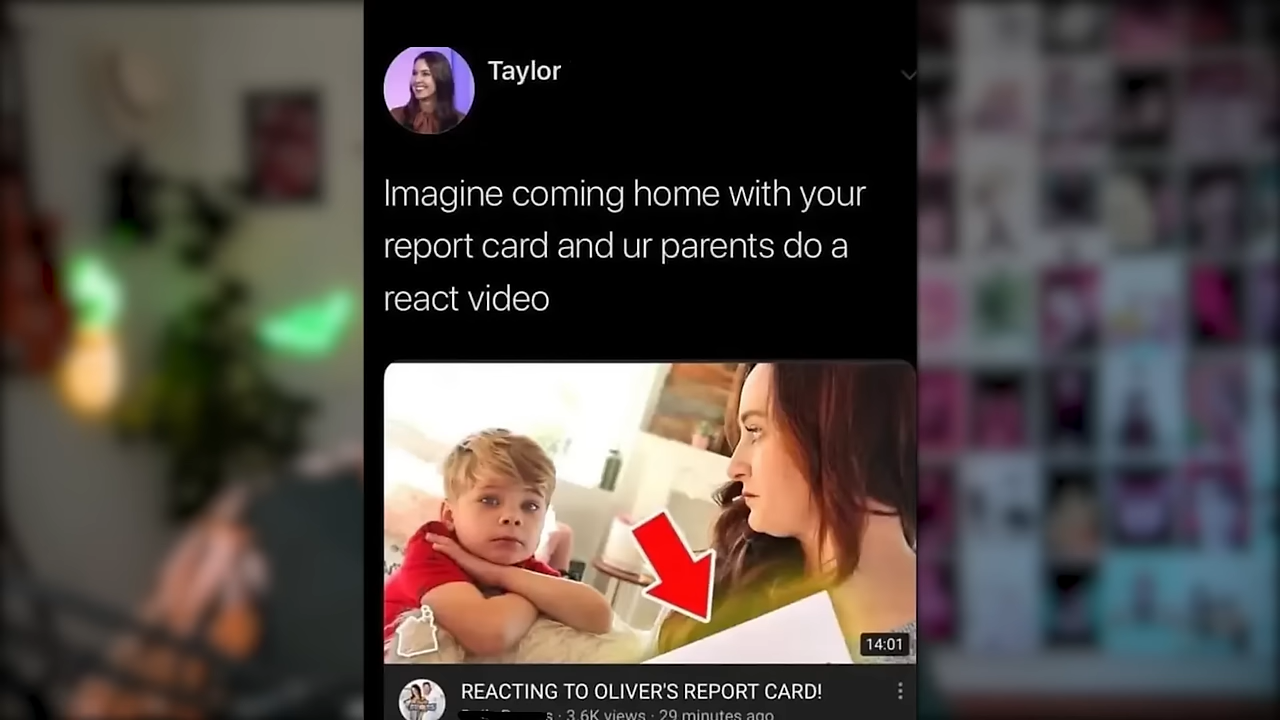 Taylor
Imagine coming home with your
report card and ur parents do a
react video
14:01
REACTING TO OLIVER'S REPORT CARD!
3.6K views · 29 minutes ago